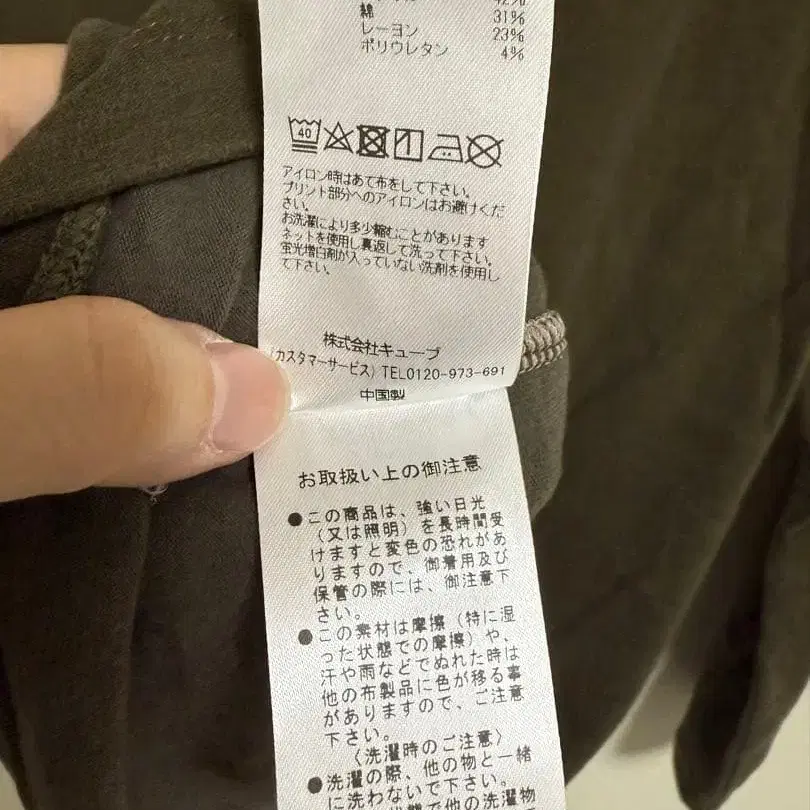 42%
綿 31%
レーヨン 23%
ポリウレタン 4%
40
アイロン時はあて布をして下さい。
プリント部分へのアイロンはお避けくだ
さい。
お洗濯により多少縮むことがあります
ネットを使用し裏返して洗って下さい。
蛍光増白剤が入っていない洗剤を使用し
て下さい。
株式会社キューブ
(カスタマーサービス) TEL0120-973-691
中国製
お取扱い上の御注意
●この商品は、強い日光
(又は照明)を長時間受
けますと変色の恐れがあ
りますので、御着用及び
保管の際には、御注意下
さい。
●この素材は摩擦(特に湿
った状態での摩擦)や、
汗や雨などでぬれた時は
他の布製品に色が移る事
がありますので、ご注意
下さい。
〈洗濯時のご注意〉
●洗濯の際、他の物と一緒
に洗わないで下さい。
態で他の洗濯物